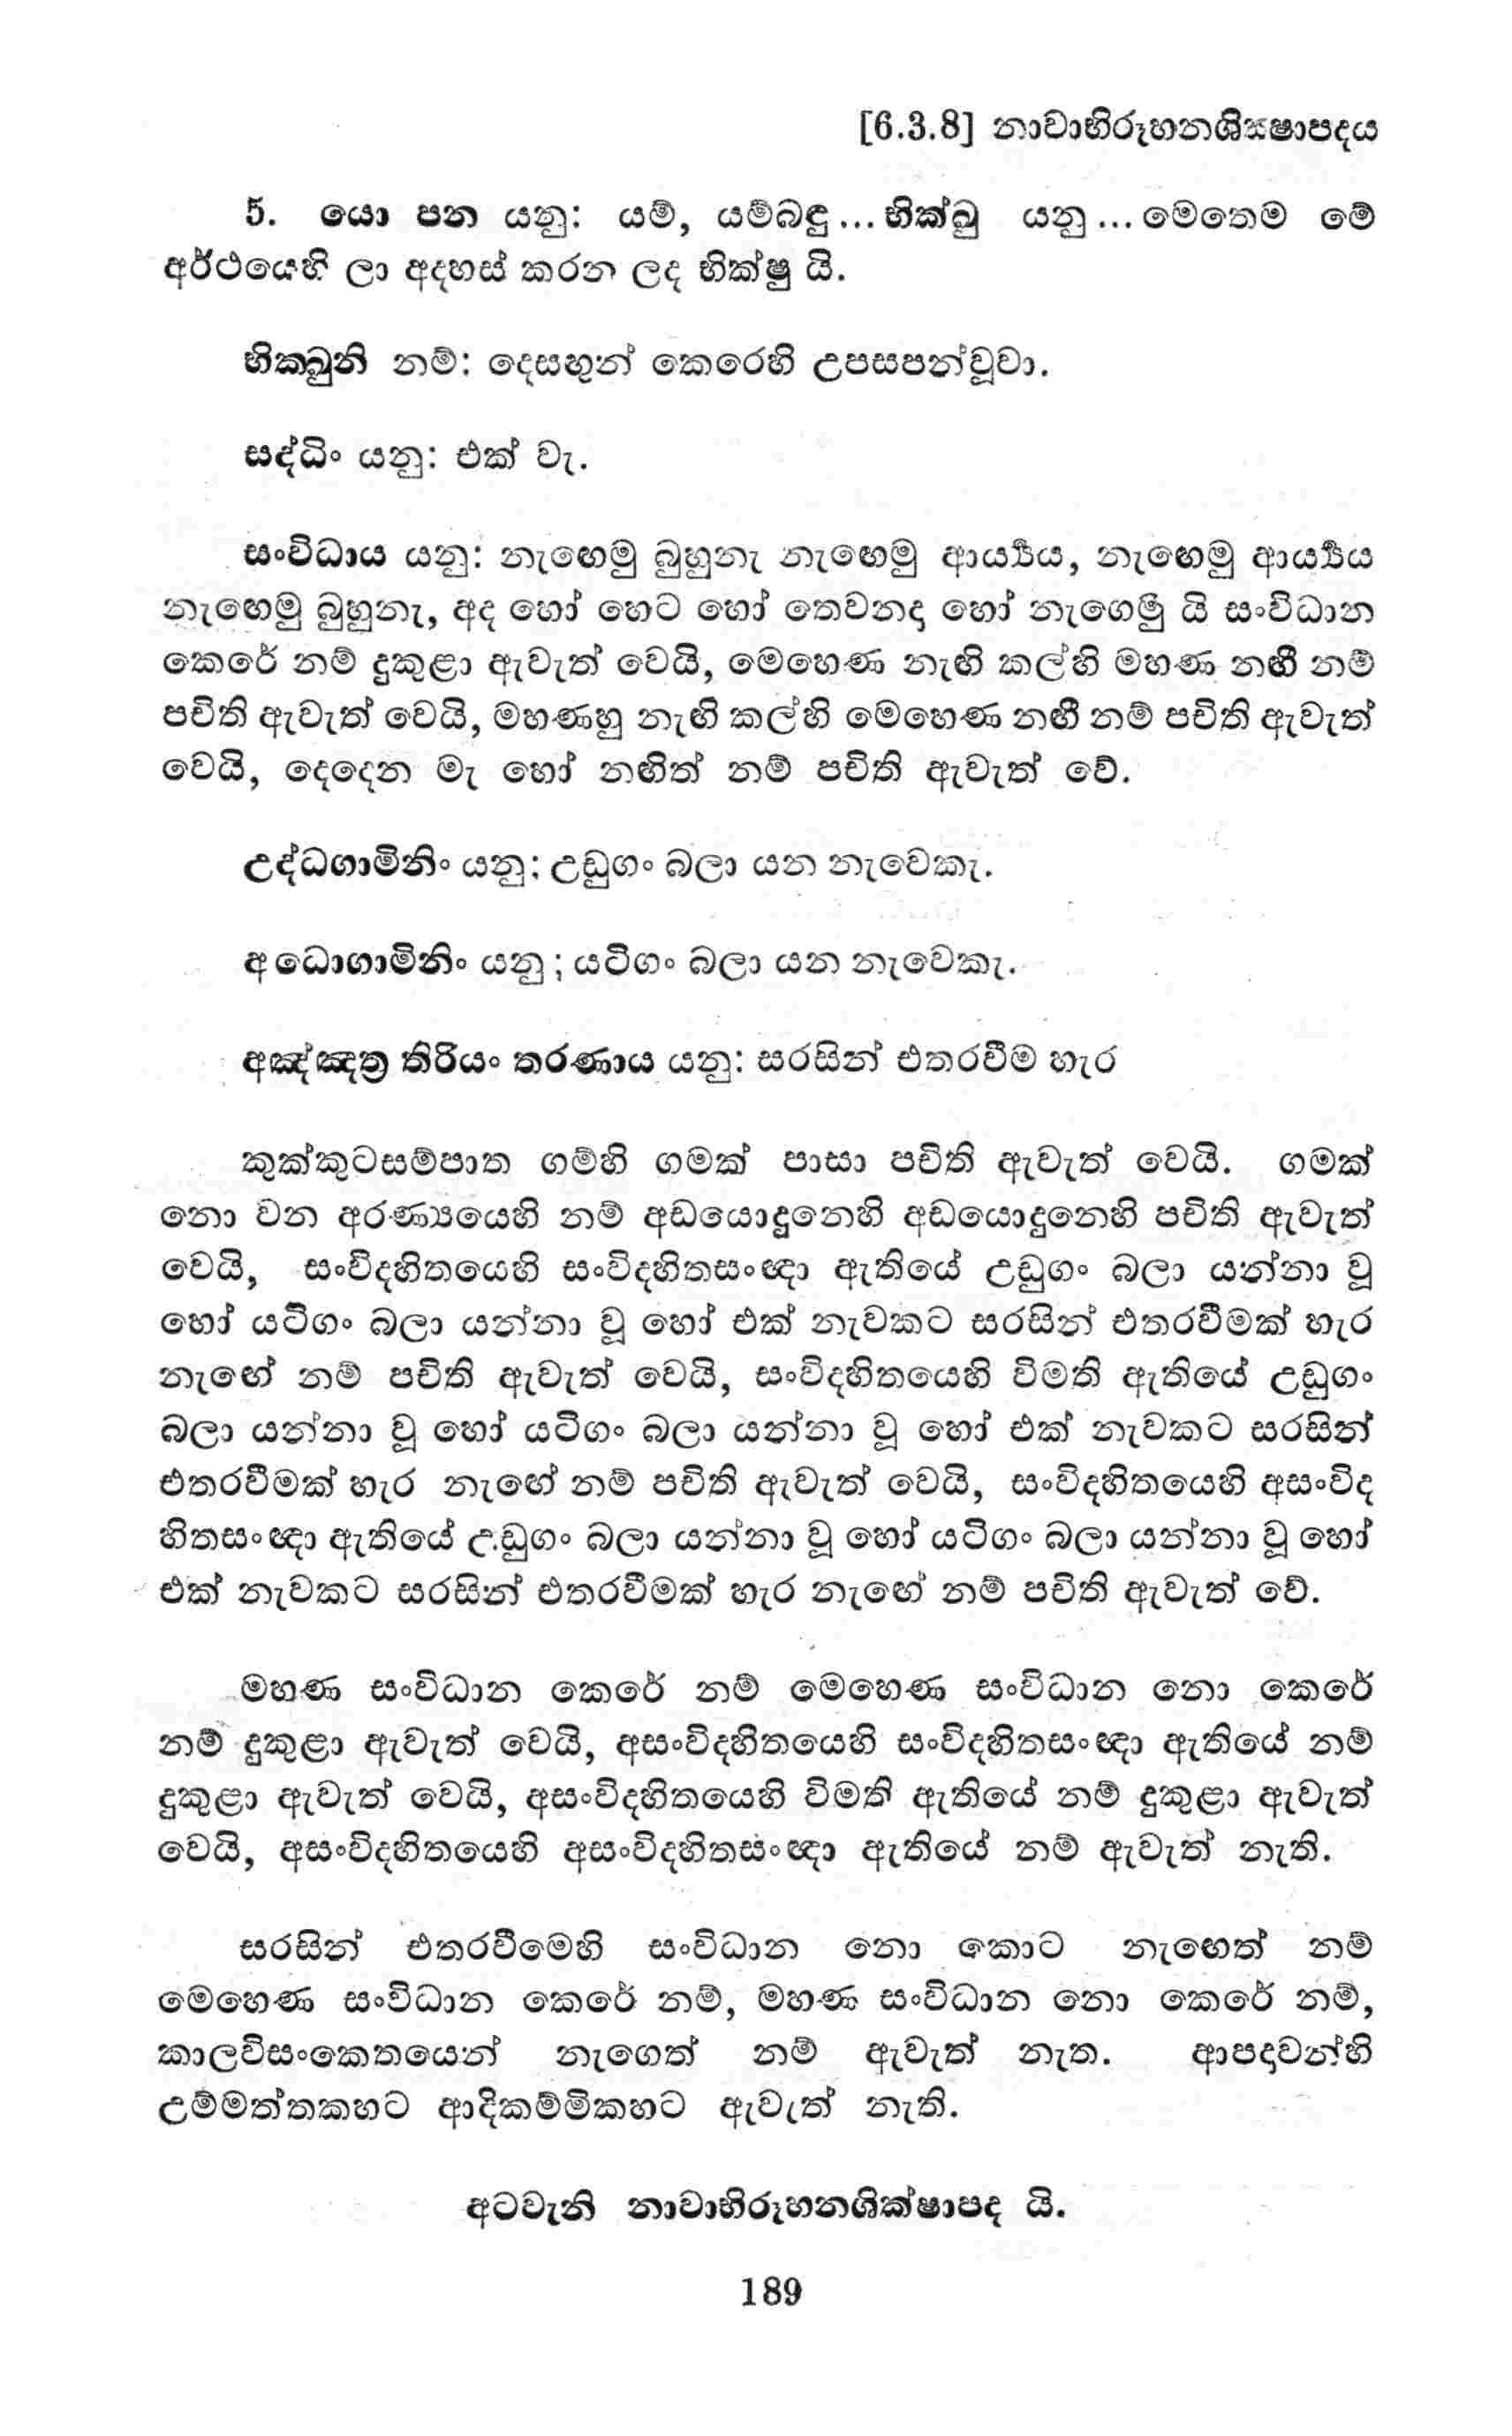 [6.3.8] නාවාභිරූහනශික්‍ෂාපදය
5. යො පන යනු: යම්, යම්බඳු... භික්ඛු යනු ... මෙතෙම මේ
අර්ථයෙහි ලා අදහස් කරන ලද භික්ෂු යි.
භික්‍ඛුනි නම්: දෙසඟුන් කෙරෙහි උපසපන්වූවා.
සද්ධිං යනු: එක් වැ.
සංවිධාය යනු: නැඟෙමු බුහුනැ නැඟෙමු ආර්‍ය්‍යය, නැඟෙමු ආර්‍ය්‍යය
නැඟෙමු බුහුනැ, අද හෝ හෙට හෝ තෙවනදා හෝ නැගෙමු යි සංවිධාන
කෙරේ නම් දුකුළා ඇවැත් වෙයි, මෙහෙණ නැඟි කල්හි මහණ නඟී නම්
පචිති ඇවැත් වෙයි, මහණහු නැඟි කල්හි මෙහෙණ නඟී නම් පචිති ඇවැත්
වෙයි, දෙදෙන මැ හෝ නඟිත් නම් පචිති ඇවැත් වේ.
උද්ධගාමිනිං යනු: උඩුගං බලා යන නැවෙකැ.
අධොගාමිනිං යනු; යටිගං බලා යන නැවෙකැ.
අඤ්ඤත්‍ර තිරියං තරණාය යනු: සරසින් එතරවීම හැර
කුක්කුටසම්පාත ගම්හි ගමක් පාසා පචිති ඇවැත් වෙයි. ගමක්
නො වන අරණ්‍යයෙහි නම් අඩයොදුනෙහි අඩයොදුනෙහි පචිති ඇවැත්
වෙයි, සංවිදහිතයෙහි සංවිදහිතසංඥා ඇතියේ උඩුගං බලා යන්නා වූ
හෝ යටිගං බලා යන්නා වූ හෝ එක් නැවකට සරසින් එතරවීමක් හැර
නැඟේ නම් පචිති ඇවැත් වෙයි, සංවිදහිතයෙහි විමති ඇතියේ උඩුගං
බලා යන්නා වූ හෝ යටිගං බලා යන්නා වූ හෝ එක් නැවකට සරසින්
එතරවීමක් හැර නැඟේ නම් පචිති ඇවැත් වෙයි, සංවිදහිතයෙහි අසංවිද
හිතසංඥා ඇතියේ උඩුගං බලා යන්නා වූ හෝ යටිගං බලා යන්නා වූ හෝ
එක් නැවකට සරසින් එතරවීමක් හැර නැඟේ නම් පචිති ඇවැත් වේ.
මහණ සංවිධාන කෙරේ නම් මෙහෙණ සංවිධාන නො කෙරේ
නම් දුකුළා ඇවැත් වෙයි, අසංවිදහිතයෙහි සංවිදහිතසංඥා ඇතියේ නම්
දුකුළා ඇවැත් වෙයි, අසංවිදහිතයෙහි විමති ඇතියේ නම් දුකුළා ඇවැත්
වෙයි, අසංවිදහිතයෙහි අසංවිදහිතසංඥා ඇතියේ නම් ඇවැත් නැති.
සරසින් එතරවීමෙහි සංවිධාන නො කොට නැඟෙත් නම්
මෙහෙණ සංවිධාන කෙරේ නම්, මහණ සංවිධාන නො කෙරේ නම්,
කාලවිසංකෙතයෙන් නැගෙත් නම් ඇවැත් නැත. ආපදාවන්හි
උම්මත්තකහට ආදිකම්මිකහට ඇවැත් නැති.
අටවැනි නාවාභිරූහනශික්ෂාපද යි.
189